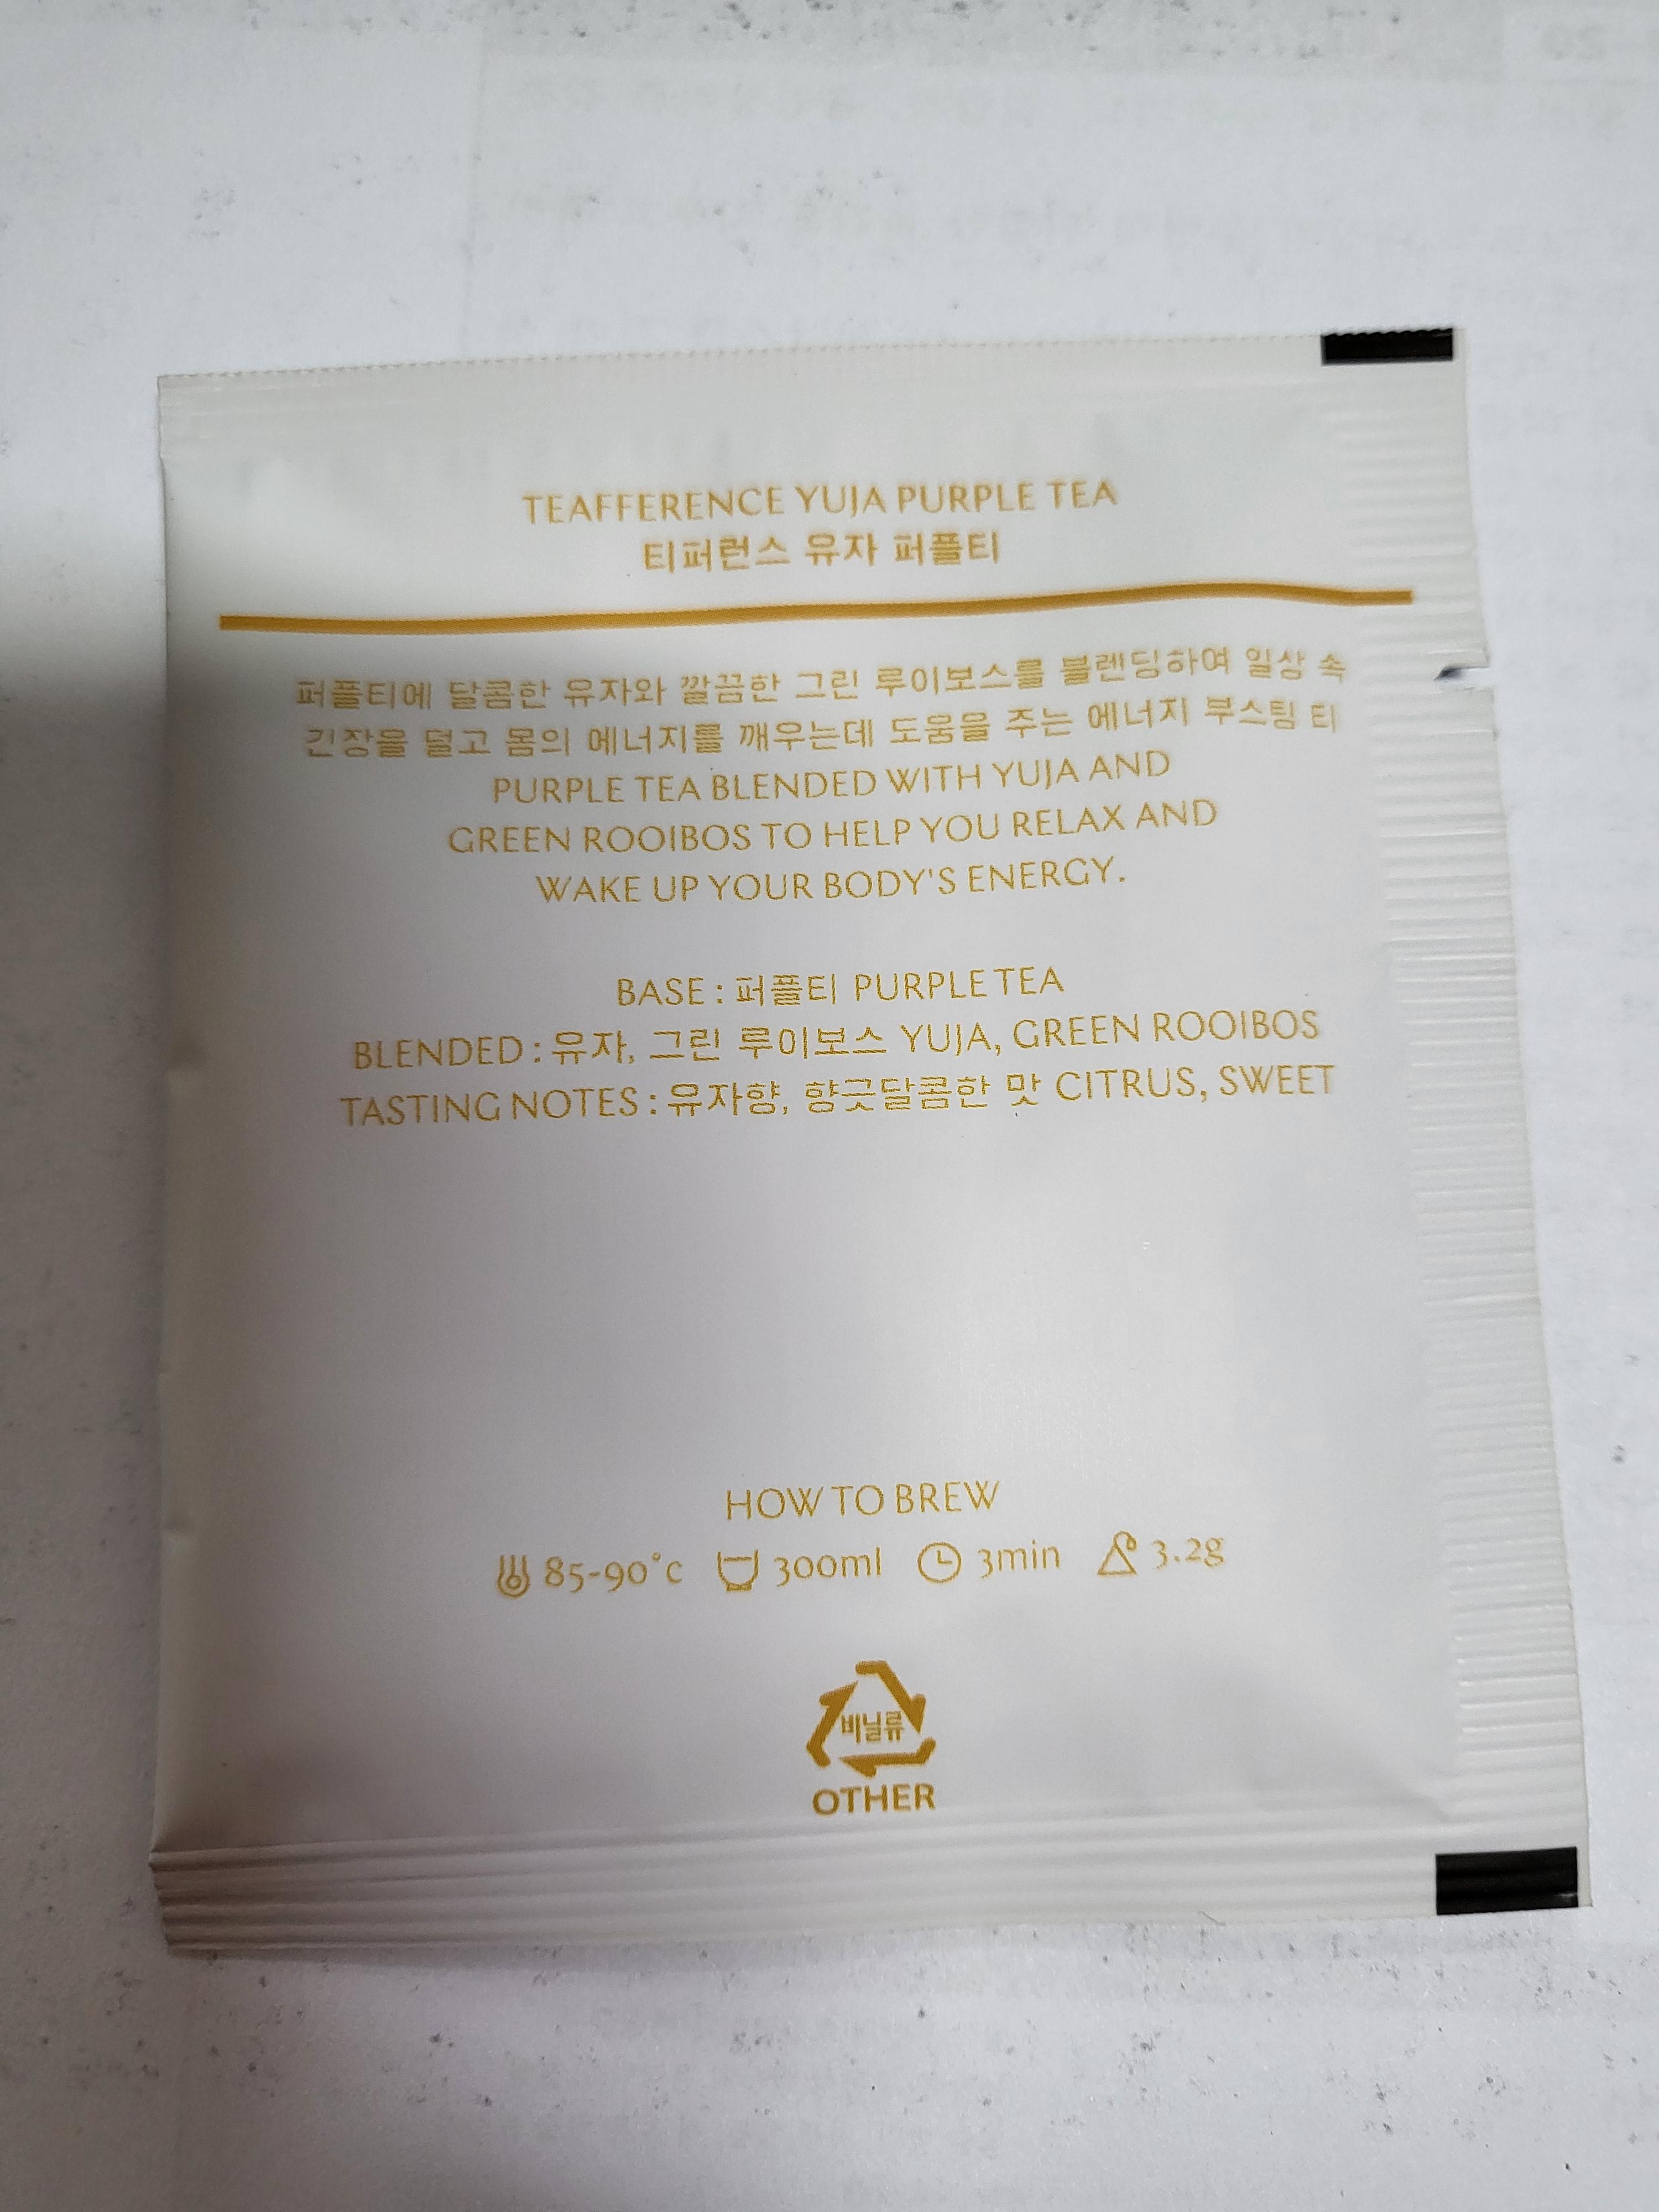 TEAFFERENCE YUJA PURPLE TEA
티퍼런스 유자 퍼플티
퍼플티에 달콤한 유자와 깔끔한 그린 루이보스를 블렌딩하여 일상 속
긴장을 덜고 몸의 에너지를 깨우는데 도움을 주는 에너지 부스팅 티
PURPLE TEA BLENDED WITH YUJA AND
GREEN ROOIBOS TO HELP YOU RELAX AND
WAKE UP YOUR BODY'S ENERGY.
BASE : 퍼플티 PURPLE TEA
BLENDED : 유자, 그린 루이보스 YUJA, GREEN ROOIBOS
TASTING NOTES : 유자향, 향긋달콤한 맛 CITRUS, SWEET
HOW TO BREW
85-90°c 300ml 3min 3.2g
비닐류
OTHER